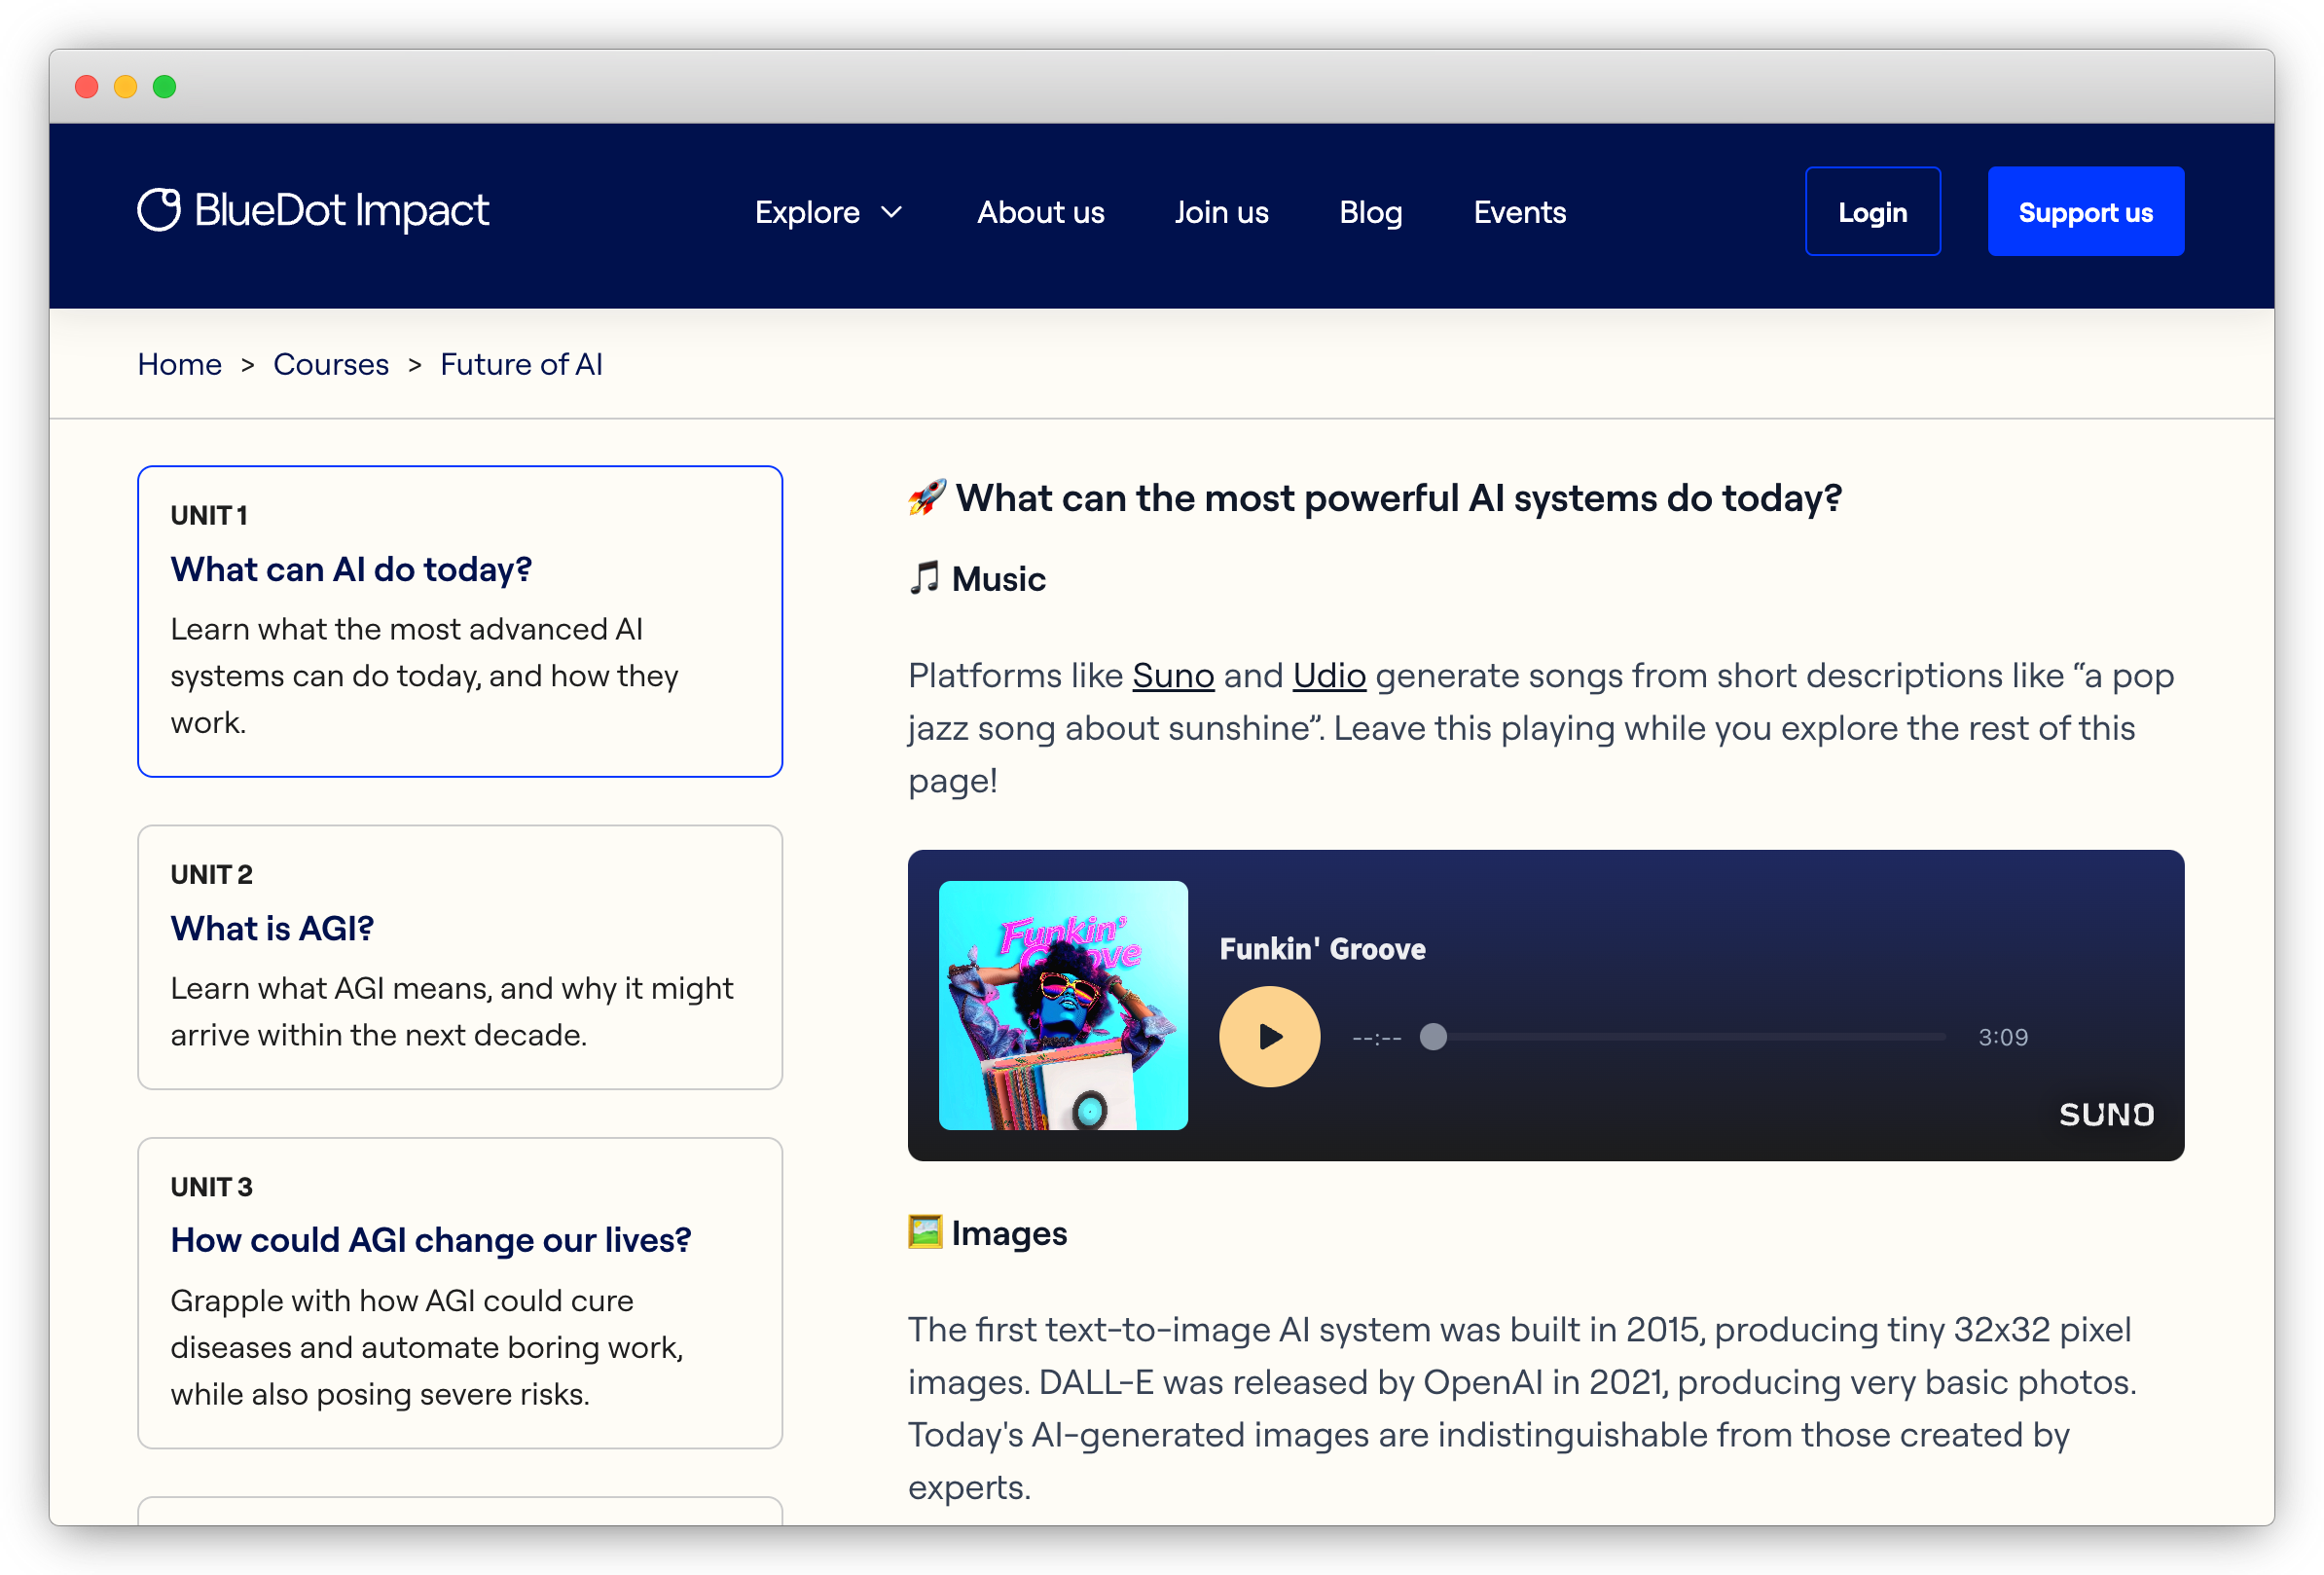 BlueDot Impact
Explore
About us
Join us
Blog
Events
Login
Support us
Home > Courses > Future of AI
UNIT 1
What can AI do today?
Learn what the most advanced AI
systems can do today, and how they
work.
UNIT 2
What is AGI?
Learn what AGI means, and why it might
arrive within the next decade.
UNIT 3
How could AGI change our lives?
Grapple with how AGI could cure
diseases and automate boring work,
while also posing severe risks.
🚀 What can the most powerful AI systems do today?
🎵 Music
Platforms like Suno and Udio generate songs from short descriptions like “a pop
jazz song about sunshine”. Leave this playing while you explore the rest of this
page!
Funkin'
Groove
Funkin' Groove
--:--
3:09
SUNO
🖼️ Images
The first text-to-image AI system was built in 2015, producing tiny 32x32 pixel
images. DALL-E was released by OpenAI in 2021, producing very basic photos.
Today's AI-generated images are indistinguishable from those created by
experts.